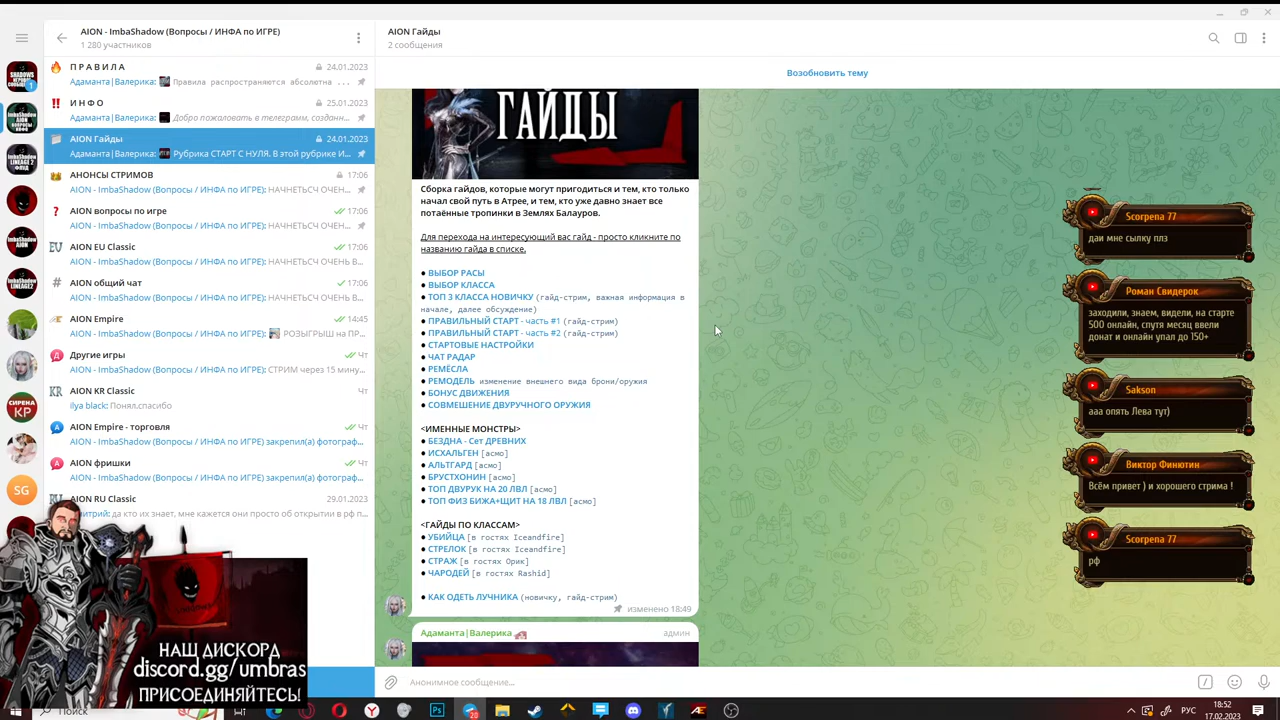 AION - ImbaShadow (Вопросы / ИНФА по ИГРЕ)
1 280 участников
П Р А В И Л А
24.01.2023
Адаманта|Валерика: Правила распространяются абсолютна ...
И Н Ф О
25.01.2023
Адаманта|Валерика: Добро пожаловать в телеграмм, созданн...
AION Гайды
24.01.2023
Адаманта|Валерика: Рубрика СТАРТ С НУЛЯ. В этой рубрике И...
АНОНСЫ СТРИМОВ
17:06
AION - ImbaShadow (Вопросы / ИНФА по ИГРЕ): НАЧНЕТЬСЧ ОЧЕН...
AION вопросы по игре
17:06
AION - ImbaShadow (Вопросы / ИНФА по ИГРЕ): НАЧНЕТЬСЧ ОЧЕН...
AION EU Classic
17:06
AION - ImbaShadow (Вопросы / ИНФА по ИГРЕ): НАЧНЕТЬСЧ ОЧЕНЬ В...
AION общий чат
17:06
AION - ImbaShadow (Вопросы / ИНФА по ИГРЕ): НАЧНЕТЬСЧ ОЧЕНЬ В...
AION Empire
14:45
AION - ImbaShadow (Вопросы / ИНФА по ИГРЕ): РОЗЫГРЫШ на ПР...
Другие игры
Чт
AION - ImbaShadow (Вопросы / ИНФА по ИГРЕ): СТРИМ через 15 мину...
AION KR Classic
Чт
ilya black: Понял.спасибо
AION Empire - торговля
Чт
AION - ImbaShadow (Вопросы / ИНФА по ИГРЕ) закрепил(а) фотограф...
AION фришки
Чт
AION - ImbaShadow (Вопросы / ИНФА по ИГРЕ) закрепил(а) фотограф...
AION RU Classic
29.01.2023
да кто их знает, мне кажется они просто об открытии в рф п...
СИРЕНА
КР
SG
EU
KR
НАШ ДИСКОРД
discord.gg/umbras
ПРИСОЕДИНЯЙТЕСЬ!
AION Гайды
2 сообщения
Возобновить тему
ГАЙДЫ
Сборка гайдов, которые могут пригодиться и тем, кто только
начал свой путь в Атрее, и тем, кто уже давно знает все
потаённые тропинки в Землях Балауров.
Для перехода на интересующий вас гайд - просто кликните по
названию гайда в списке.
● ВЫБОР РАСЫ
● ВЫБОР КЛАССА
● ТОП 3 КЛАССА НОВИЧКУ (гайд-стрим, важная информация в
начале, далее обсуждение)
● ПРАВИЛЬНЫЙ СТАРТ - часть #1 (гайд-стрим)
● ПРАВИЛЬНЫЙ СТАРТ - часть #2 (гайд-стрим)
● СТАРТОВЫЕ НАСТРОЙКИ
● ЧАТ РАДАР
● РЕМЁСЛА
● РЕМОДЕЛЬ изменение внешнего вида брони/оружия
● БОНУС ДВИЖЕНИЯ
● СОВМЕШЕНИЕ ДВУРУЧНОГО ОРУЖИЯ
<ИМЕННЫЕ МОНСТРЫ>
● БЕЗДНА - Сет ДРЕВНИХ
● ИСХАЛЬГЕН [асмо]
● АЛЬТГАРД [асмо]
● БРУСТХОНИН [асмо]
● ТОП ДВУРУК НА 20 ЛВЛ [асмо]
● ТОП ФИЗ БИЖА+ЩИТ НА 18 ЛВЛ [асмо]
<ГАЙДЫ ПО КЛАССАМ>
● УБИЙЦА [в гостях Iceandfire]
● СТРЕЛОК [в гостях Iceandfire]
● СТРАЖ [в гостях Орик]
● ЧАРОДЕЙ [в гостях Rashid]
● КАК ОДЕТЬ ЛУЧНИКА (новичку, гайд-стрим)
изменено 18:49
Адаманта|Валерика
админ
Анонимное сообщение...
Scorpena 77
даи мне сылку плз
Роман Свидерок
заходили, знаем, видели, на старте
500 онлайн, спутя месяц ввели
донат и онлайн упал до 150+
Sakson
ааа опять Лева тут)
Виктор Финютин
Всём привет ) и хорошего стрима !
Scorpena 77
рф
Поиск
РУС
18:52
17.02.2023